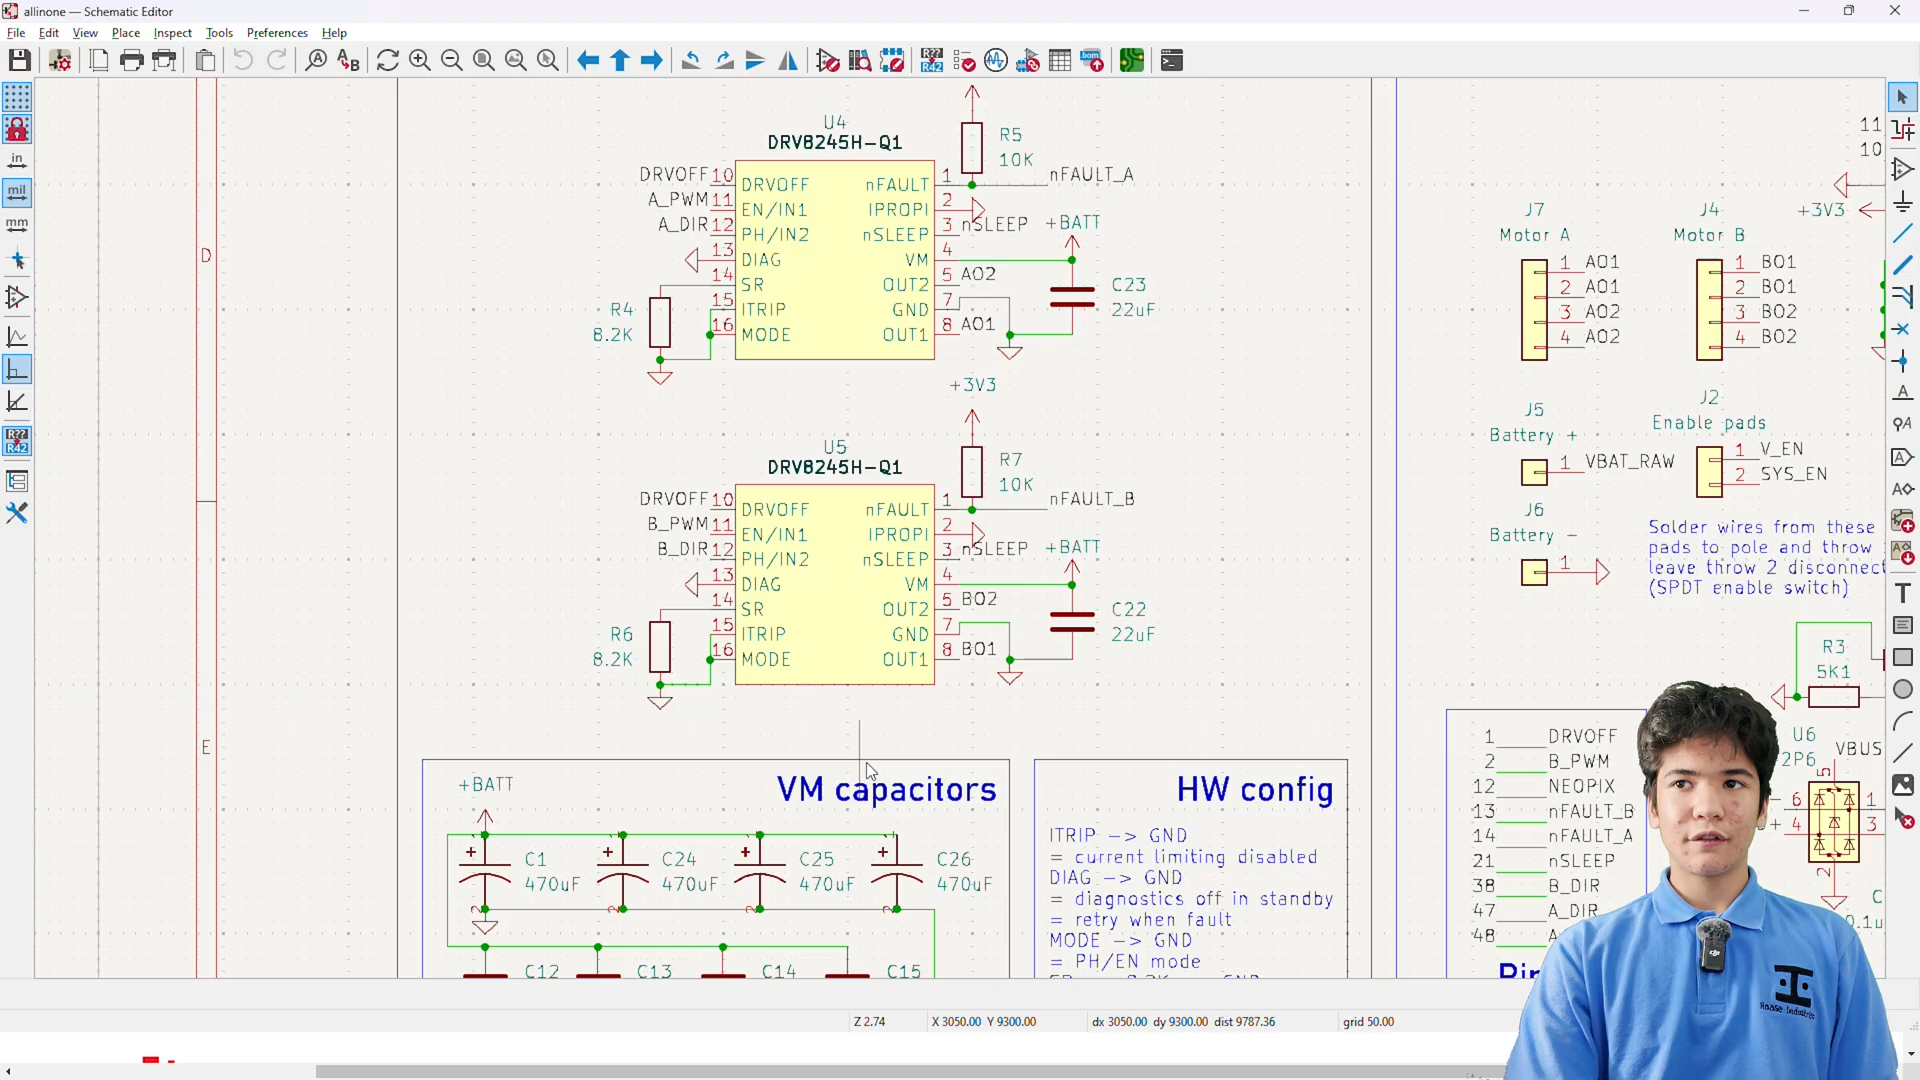 allinone — Schematic Editor
File Edit View Place Inspect Tools Preferences Help
in
mil
mm
D
E
U4
DRV8245H-Q1
DRVOFF 10 DRVOFF nFAULT 1 nFAULT_A
A_PWM 11 EN/IN1 IPROPI 2
A_DIR 12 PH/IN2 nSLEEP 3 nSLEEP
13 DIAG VM 4
14 SR OUT2 5 AO2
15 ITRIP GND 7
16 MODE OUT1 8 AO1
R5
10K
+BATT
C23
22uF
R4
8.2K
+3V3
U5
DRV8245H-Q1
DRVOFF 10 DRVOFF nFAULT 1 nFAULT_B
B_PWM 11 EN/IN1 IPROPI 2
B_DIR 12 PH/IN2 nSLEEP 3 nSLEEP
13 DIAG VM 4
14 SR OUT2 5 BO2
15 ITRIP GND 7
16 MODE OUT1 8 BO1
R7
10K
+BATT
C22
22uF
R6
8.2K
VM capacitors
+BATT
C1
470uF
C24
470uF
C25
470uF
C26
470uF
C12 C13 C14 C15
HW config
ITRIP -> GND
= current limiting disabled
DIAG -> GND
= diagnostics off in standby
= retry when fault
MODE -> GND
= PH/EN mode
11
10
+3V3
J7
Motor A
1 AO1
2 AO1
3 AO2
4 AO2
J4
Motor B
1 BO1
2 BO1
3 BO2
4 BO2
J5
Battery +
1 VBAT_RAW
J2
Enable pads
1 V_EN
2 SYS_EN
J6
Battery -
1
Solder wires from these
pads to pole and throw
leave throw 2 disconnect
(SPDT enable switch)
R3
5K1
U6
2P6
VBUS
5
6 1
4 3
2
1 DRVOFF
2 B_PWM
12 NEOPIX
13 nFAULT_B
14 nFAULT_A
21 nSLEEP
38 B_DIR
47 A_DIR
48
Z 2.74 X 3050.00 Y 9300.00 dx 3050.00 dy 9300.00 dist 9787.36 grid 50.00
Haase Industries